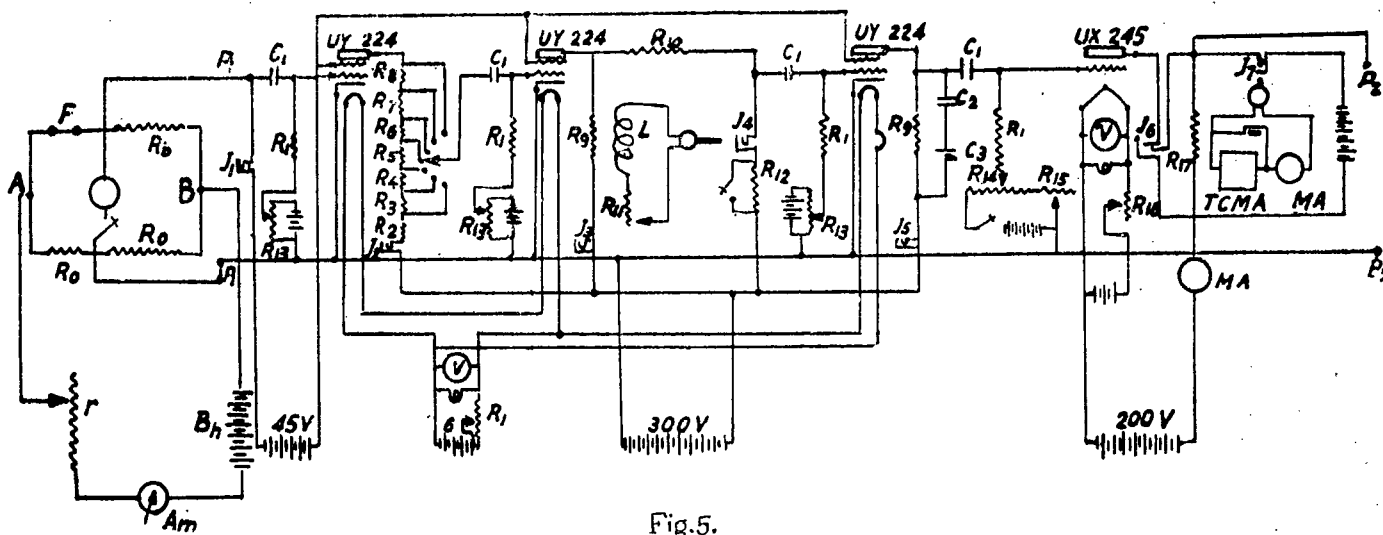 UY 224
UY 224
UY 224
UX 245
P₁
C₁
R₈
R₇
R₆
R₅
R₄
R₃
R₂
C₁
R₁₀
C₁
C₁
C₂
C₃
J₇
P₂
F
R₀
A
B
J₁
R₁
R₁
R₉
L
J₄
R₁₂
R₁
R₉
R₁
V
J₆
R₁₇
R₀
R₀
R₁₃
A
R₁₃
J₃
R₁₁
R₁₃
J₅
R₁₄
R₁₅
R₁₆
TCMA
MA
MA
r
Bh
45V
V
6
R₁
300V
200V
Am
Fig.5.